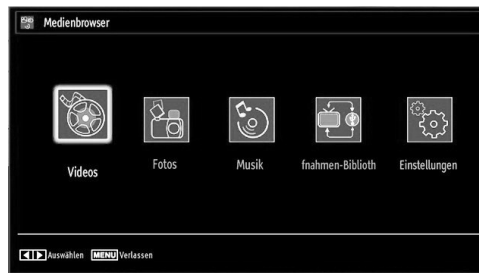 Medienbrowser
Videos Fotos Musik fnahmen-Biblioth Einstellungen
Auswählen MENU Verlassen